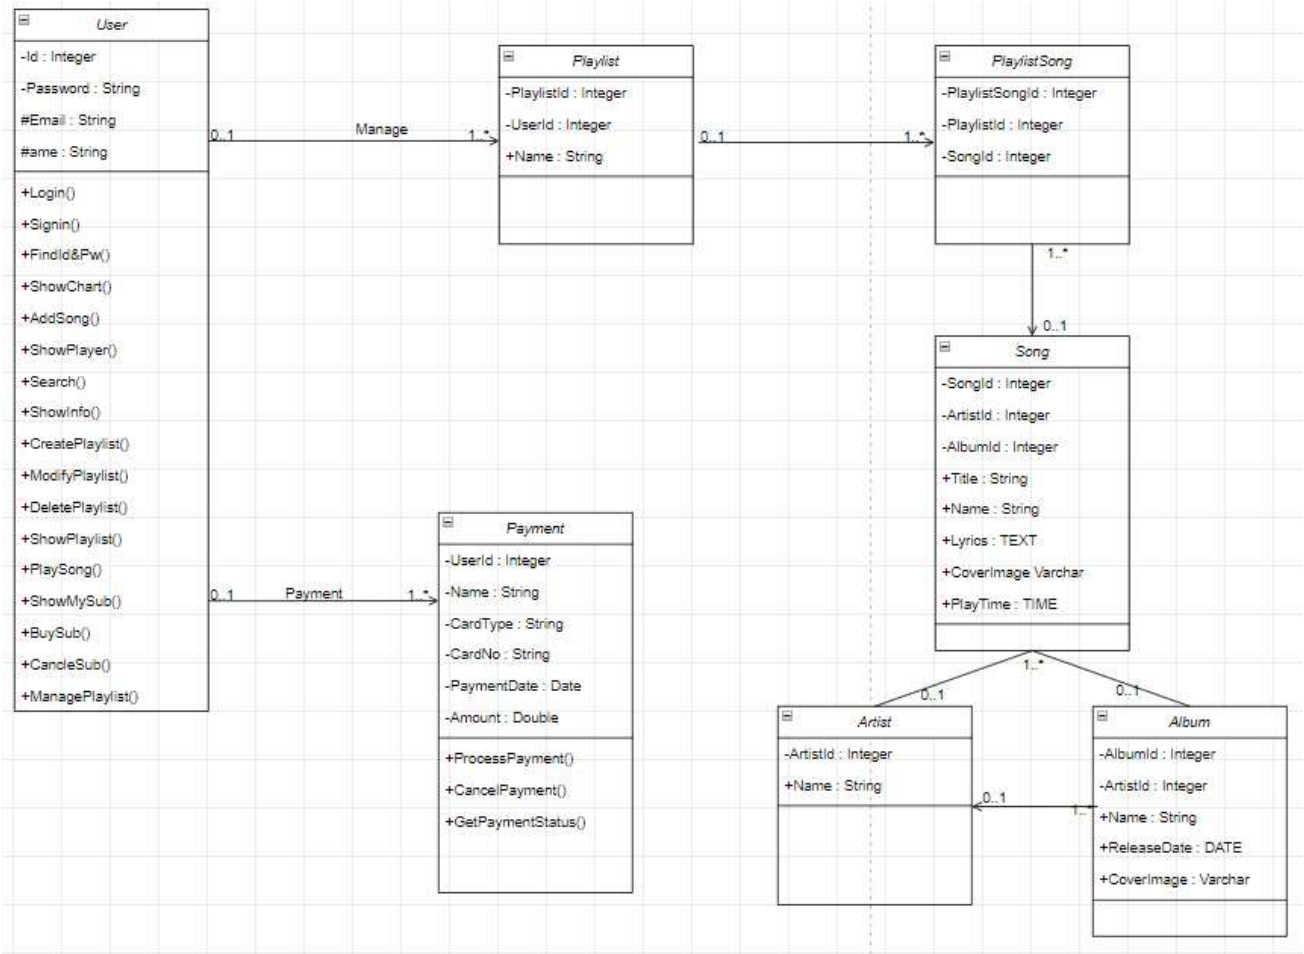 User
-Id : Integer
-Password : String
#Email : String
#ame : String
+Login()
+Signin()
+FindId&Pw()
+ShowChart()
+AddSong()
+ShowPlayer()
+Search()
+ShowInfo()
+CreatePlaylist()
+ModifyPlaylist()
+DeletePlaylist()
+ShowPlaylist()
+PlaySong()
+ShowMySub()
+BuySub()
+CancleSub()
+ManagePlaylist()
0..1
Manage
1..*
Playlist
-PlaylistId : Integer
-UserId : Integer
+Name : String
0..1
1..*
PlaylistSong
-PlaylistSongId : Integer
-PlaylistId : Integer
-SongId : Integer
1..*
0..1
Song
-SongId : Integer
-ArtistId : Integer
-AlbumId : Integer
+Title : String
+Name : String
+Lyrics : TEXT
+CoverImage Varchar
+PlayTime : TIME
1..*
0..1
0..1
0..1
Payment
1..*
Payment
-UserId : Integer
-Name : String
-CardType : String
-CardNo : String
-PaymentDate : Date
-Amount : Double
+ProcessPayment()
+CancelPayment()
+GetPaymentStatus()
Artist
-ArtistId : Integer
+Name : String
0..1
1..*
Album
-AlbumId : Integer
-ArtistId : Integer
+Name : String
+ReleaseDate : DATE
+CoverImage : Varchar